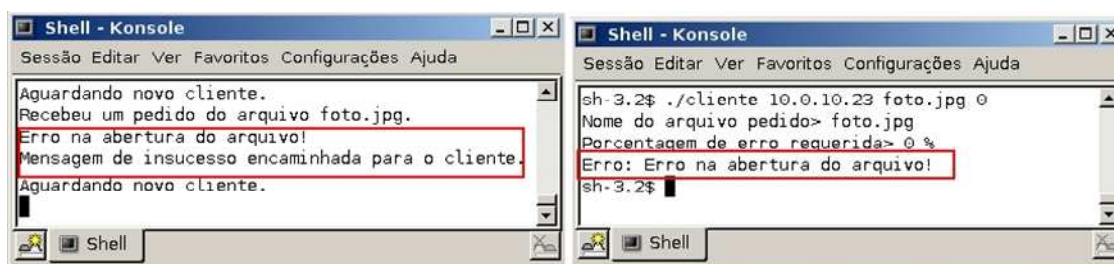 Shell - Konsole
Sessão Editar Ver Favoritos Configurações Ajuda
Aguardando novo cliente.
Recebeu um pedido do arquivo foto.jpg.
Erro na abertura do arquivo!
Mensagem de insucesso encaminhada para o cliente.
Aguardando novo cliente.
Shell
Shell - Konsole
Sessão Editar Ver Favoritos Configurações Ajuda
sh-3.2$ ./cliente 10.0.10.23 foto.jpg 0
Nome do arquivo pedido> foto.jpg
Porcentagem de erro requerida> 0 %
Erro: Erro na abertura do arquivo!
sh-3.2$
Shell